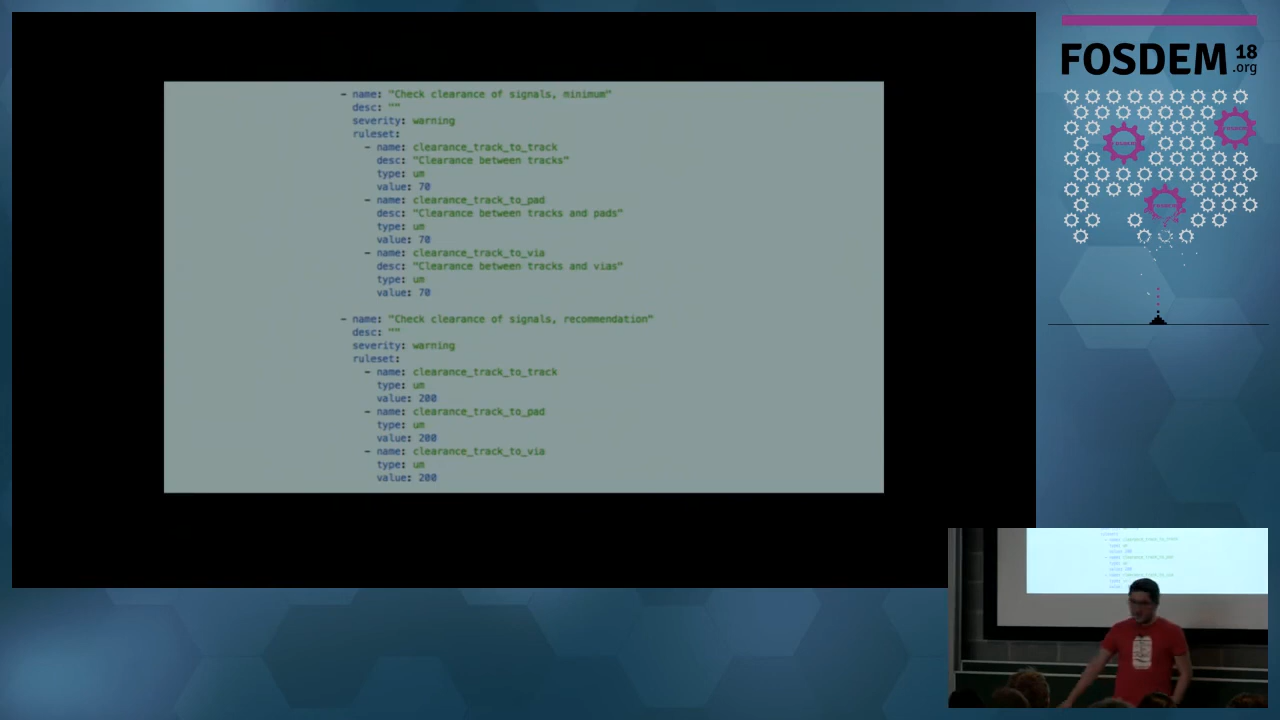 - name: "Check clearance of signals, minimum"
desc: ""
severity: warning
ruleset:
- name: clearance_track_to_track
desc: "Clearance between tracks"
type: um
value: 70
- name: clearance_track_to_pad
desc: "Clearance between tracks and pads"
type: um
value: 70
- name: clearance_track_to_via
desc: "Clearance between tracks and vias"
type: um
value: 70
- name: "Check clearance of signals, recommendation"
desc: ""
severity: warning
ruleset:
- name: clearance_track_to_track
type: um
value: 200
- name: clearance_track_to_pad
type: um
value: 200
- name: clearance_track_to_via
type: um
value: 200
FOSDEM 18
.org